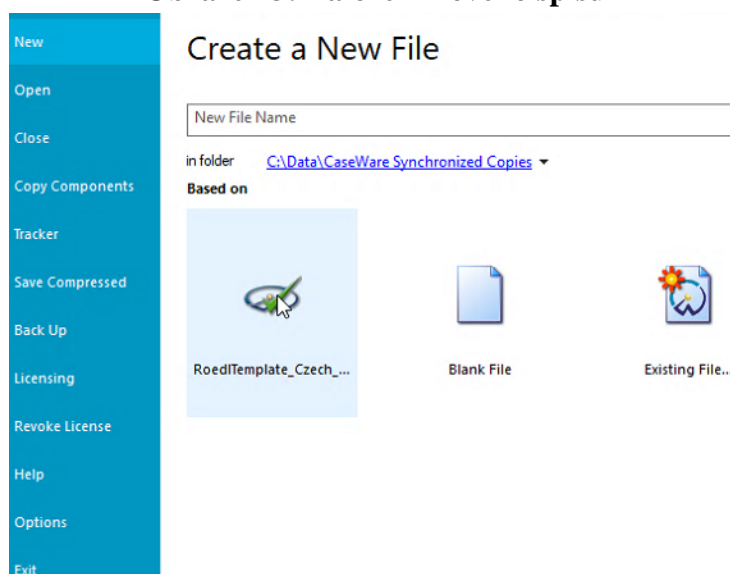 New
Create a New File
Open
New File Name
Close
in folder C:\Data\CaseWare Synchronized Copies
Copy Components
Based on
Tracker
Save Compressed
Back Up
RoedlTemplate_Czech_...
Blank File
Existing File...
Licensing
Revoke License
Help
Options
Exit